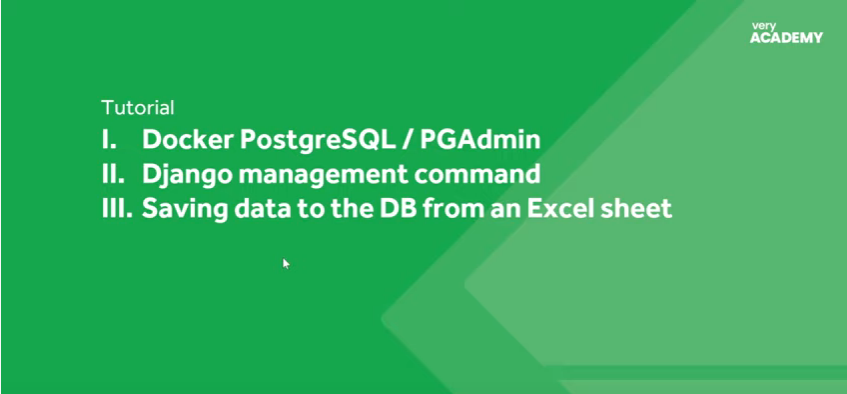 very
ACADEMY
Tutorial
I. Docker PostgreSQL / PGAdmin
II. Django management command
III. Saving data to the DB from an Excel sheet